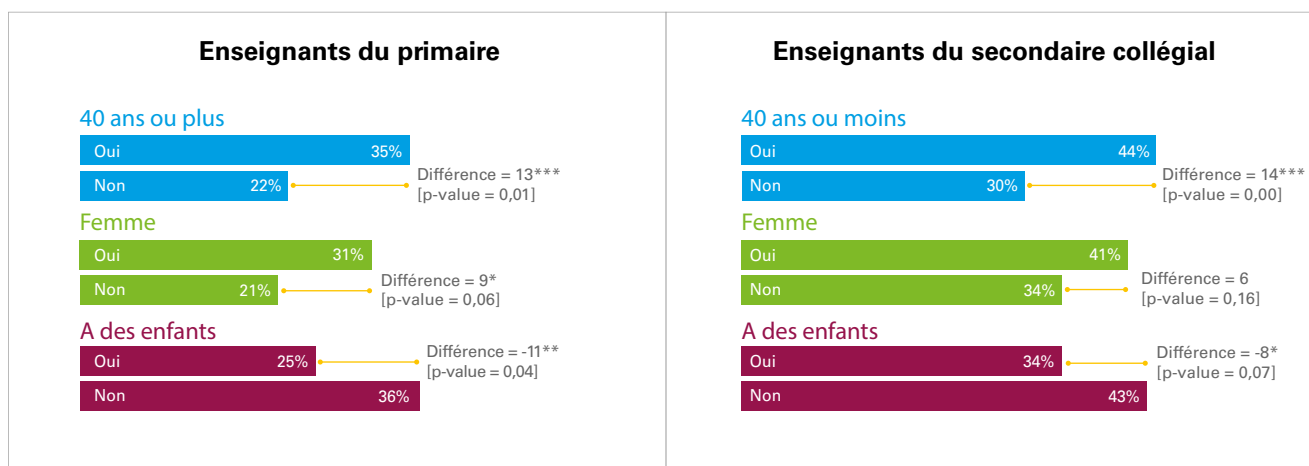 Enseignants du primaire
40 ans ou plus
Oui 35%
Non 22%
Différence = 13***
[p-value = 0,01]
Femme
Oui 31%
Non 21%
Différence = 9*
[p-value = 0,06]
A des enfants
Oui 25%
Différence = -11**
[p-value = 0,04]
Non 36%
Enseignants du secondaire collégial
40 ans ou moins
Oui 44%
Non 30%
Différence = 14***
[p-value = 0,00]
Femme
Oui 41%
Non 34%
Différence = 6
[p-value = 0,16]
A des enfants
Oui 34%
Différence = -8*
[p-value = 0,07]
Non 43%